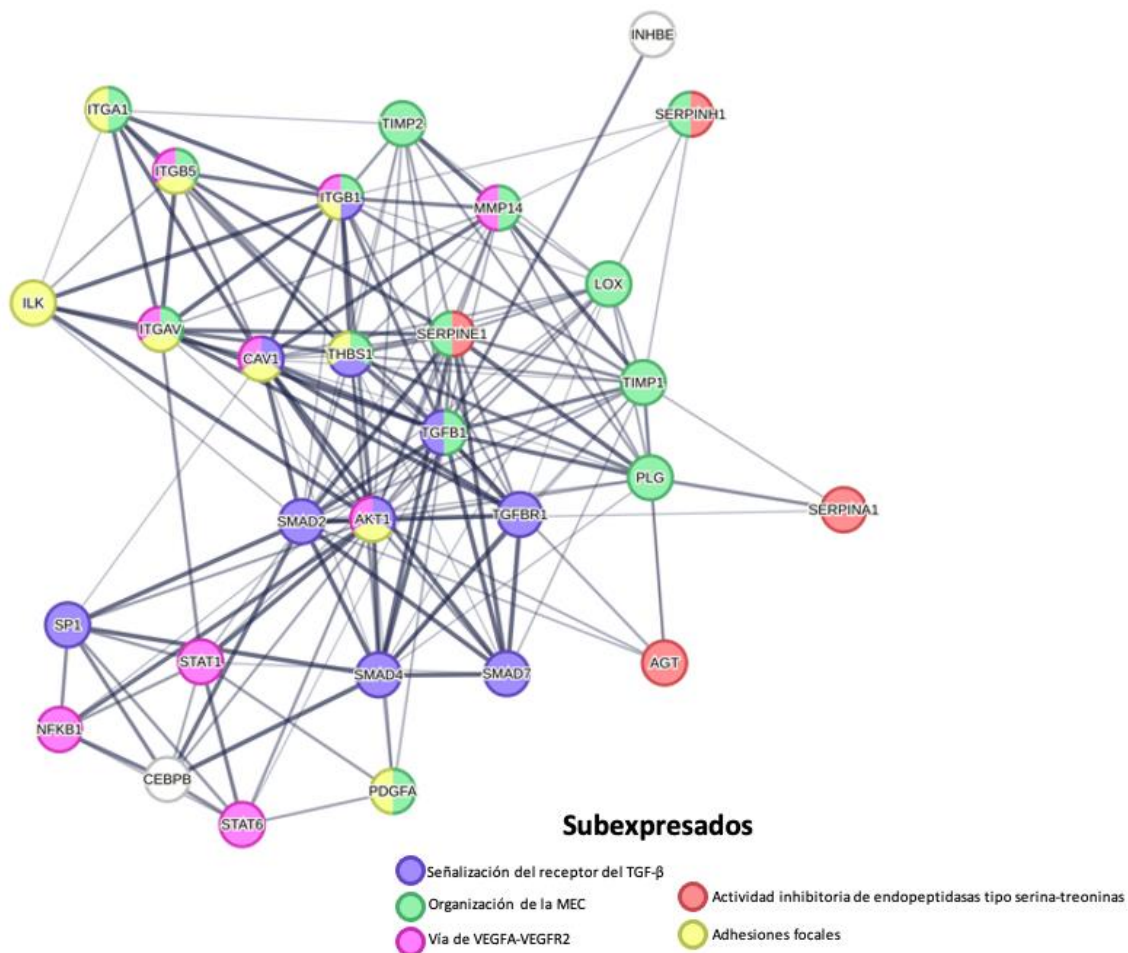 INHBE
ITGA1
TIMP2
SERPINH1
ITGB5
ITGB1
MMP14
LOX
ILK
ITGAV
CAV1
THBS1
SERPINE1
TIMP1
TGFB1
PLG
SERPINA1
SMAD2
AKT1
TGFBR1
SP1
STAT1
SMAD4
SMAD7
AGT
NFKB1
CEBPB
PDGFA
STAT6
Subexpresados
Señalización del receptor del TGF-β
Organización de la MEC
Vía de VEGFA-VEGFR2
Actividad inhibitoria de endopeptidasas tipo serina-treoninas
Adhesiones focales